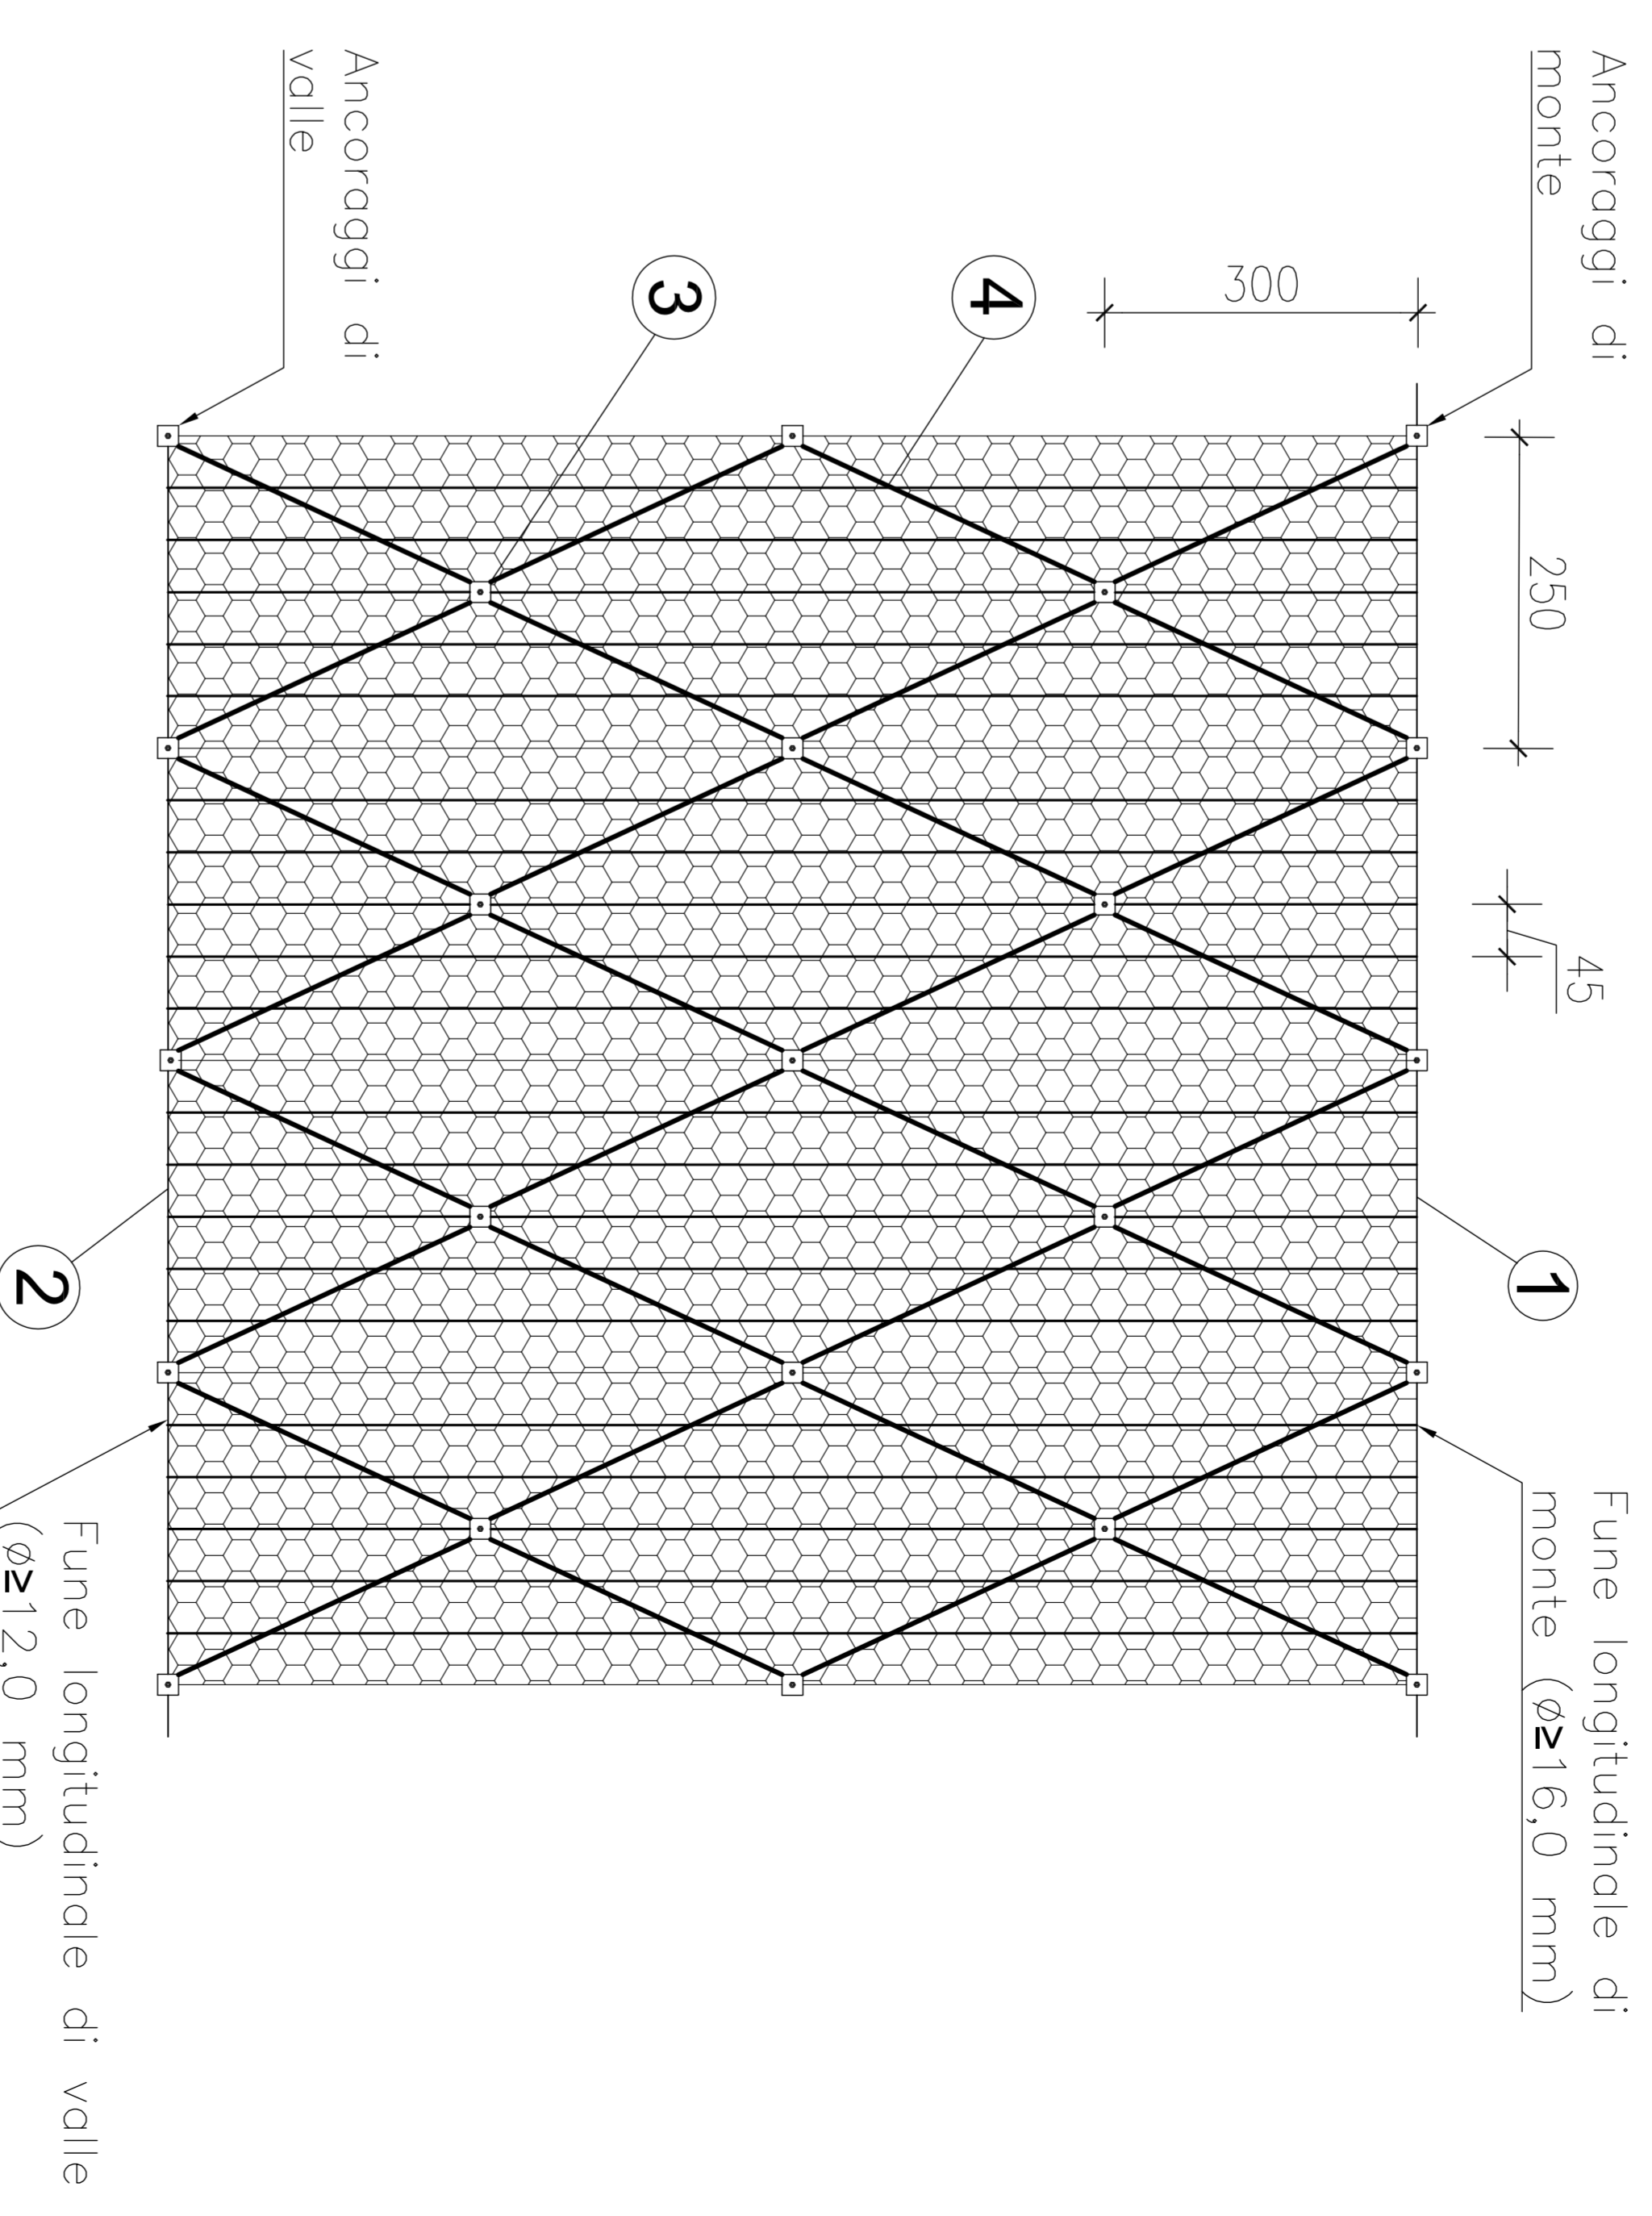 Ancoraggi di
monte
Fune longitudinale di
monte (ø≥16,0 mm)
250
45
1
300
4
3
Ancoraggi di
valle
2
Fune longitudinale di valle
(ø≥12,0 mm)